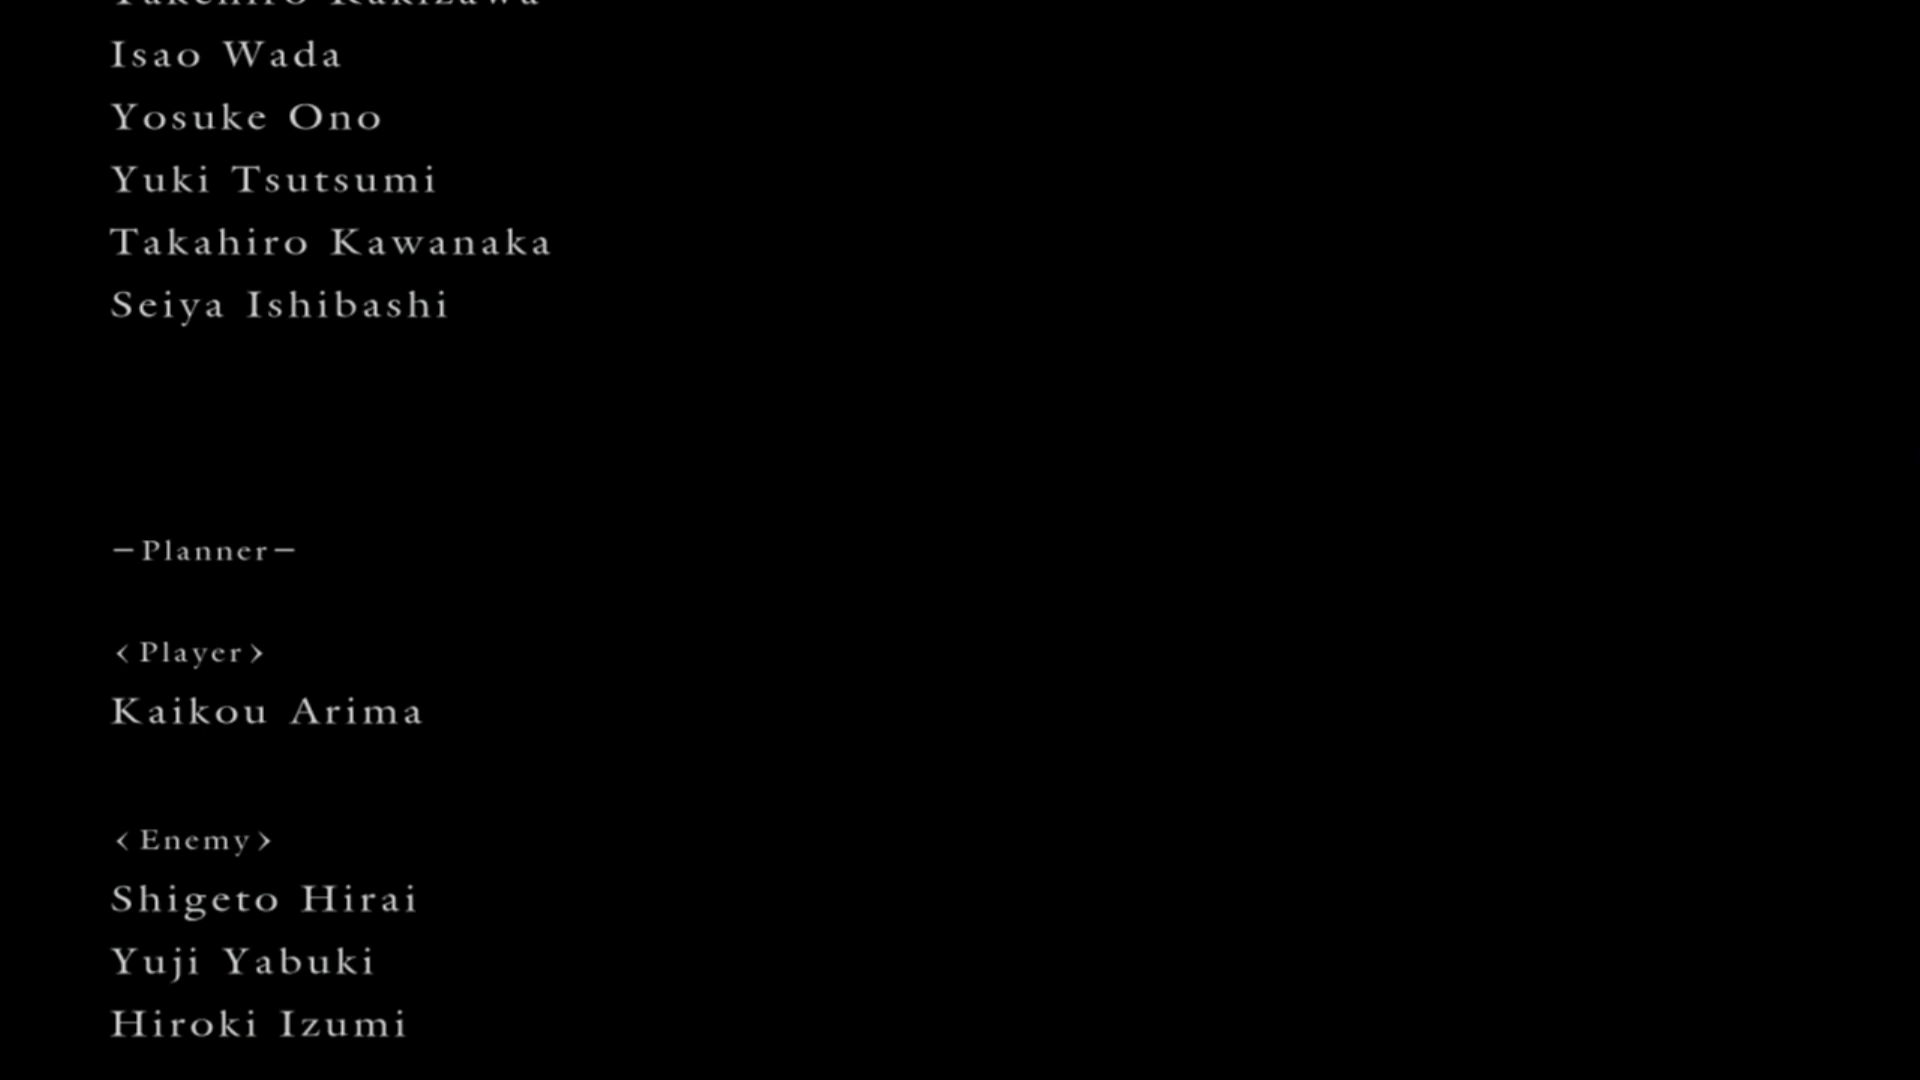 Isao Wada
Yosuke Ono
Yuki Tsutsumi
Takahiro Kawanaka
Seiya Ishibashi
－Planner－
‹Player›
Kaikou Arima
‹Enemy›
Shigeto Hirai
Yuji Yabuki
Hiroki Izumi